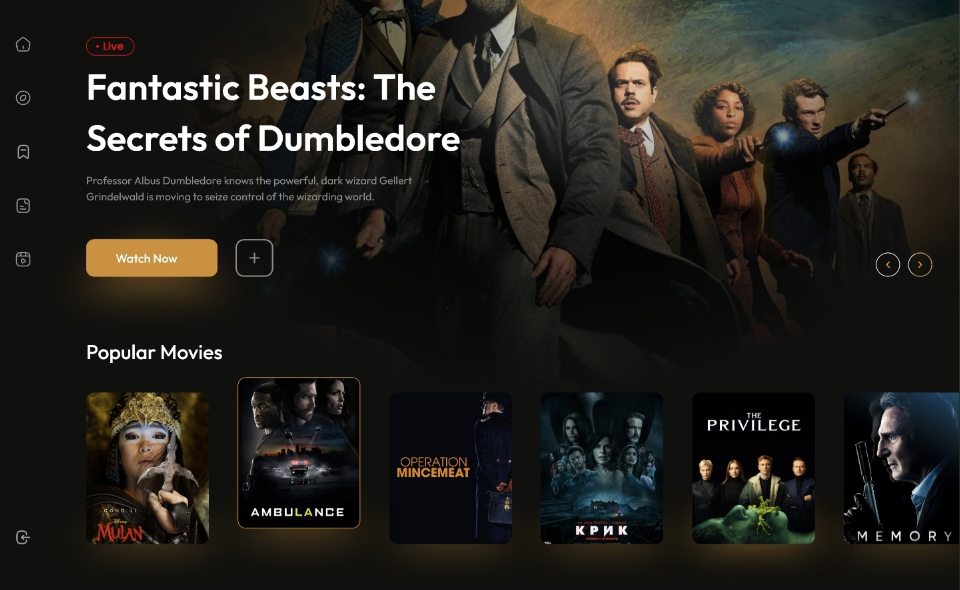 • Live
Fantastic Beasts: The
Secrets of Dumbledore
Professor Albus Dumbledore knows the powerful, dark wizard Gellert
Grindelwald is moving to seize control of the wizarding world.
Watch Now
Popular Movies
GONG LI
Disney
MULAN
AMBULANCE
OPERATION
MINCEMEAT
КРИК
THE
PRIVILEGE
MEMORY